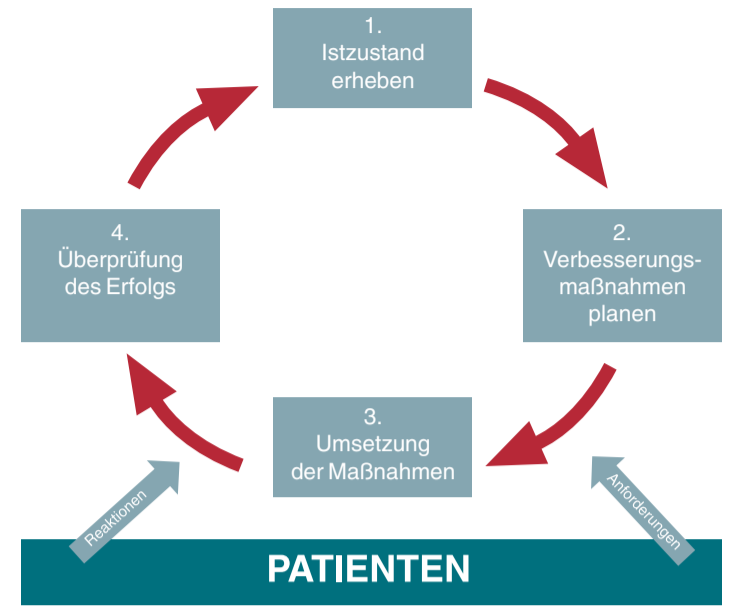 1.
Istzustand
erheben
2.
Verbesserungs-
maßnahmen
planen
3.
Umsetzung
der Maßnahmen
4.
Überprüfung
des Erfolgs
Reaktionen
Anforderungen
PATIENTEN